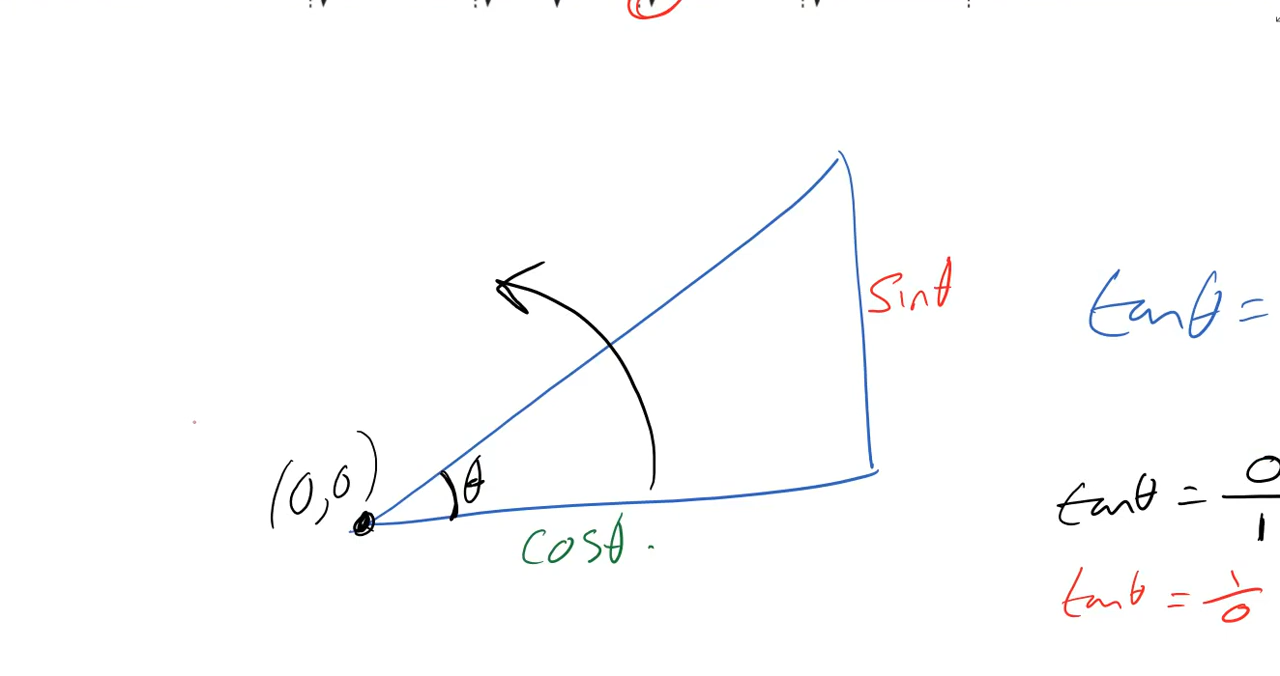 sinθ
tanθ =
(0,0)
θ
tanθ = 0/1
cosθ .
tanθ = 1/0